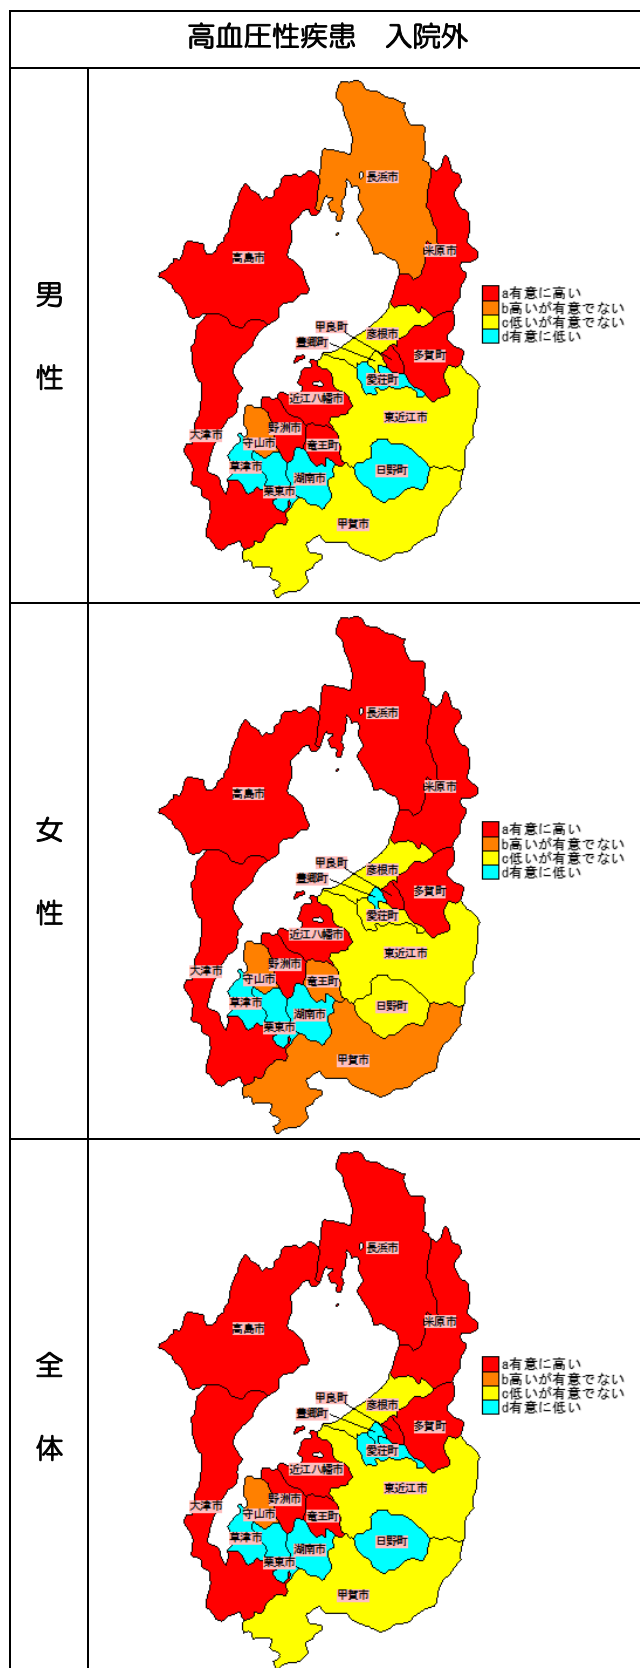 高血圧性疾患　入院外
男性
長浜市
米原市
高島市
a有意に高い
b高いが有意でない
c低いが有意でない
d有意に低い
甲良町
彦根市
豊郷町
多賀町
愛荘町
近江八幡市
東近江市
大津市
野洲市
守山市
竜王町
草津市
日野町
湖南市
栗東市
甲賀市
女性
長浜市
米原市
高島市
a有意に高い
b高いが有意でない
c低いが有意でない
d有意に低い
甲良町
彦根市
豊郷町
多賀町
愛荘町
近江八幡市
東近江市
大津市
野洲市
守山市
竜王町
草津市
日野町
湖南市
栗東市
甲賀市
全体
長浜市
米原市
高島市
a有意に高い
b高いが有意でない
c低いが有意でない
d有意に低い
甲良町
彦根市
豊郷町
多賀町
愛荘町
近江八幡市
東近江市
大津市
野洲市
守山市
竜王町
草津市
日野町
湖南市
栗東市
甲賀市